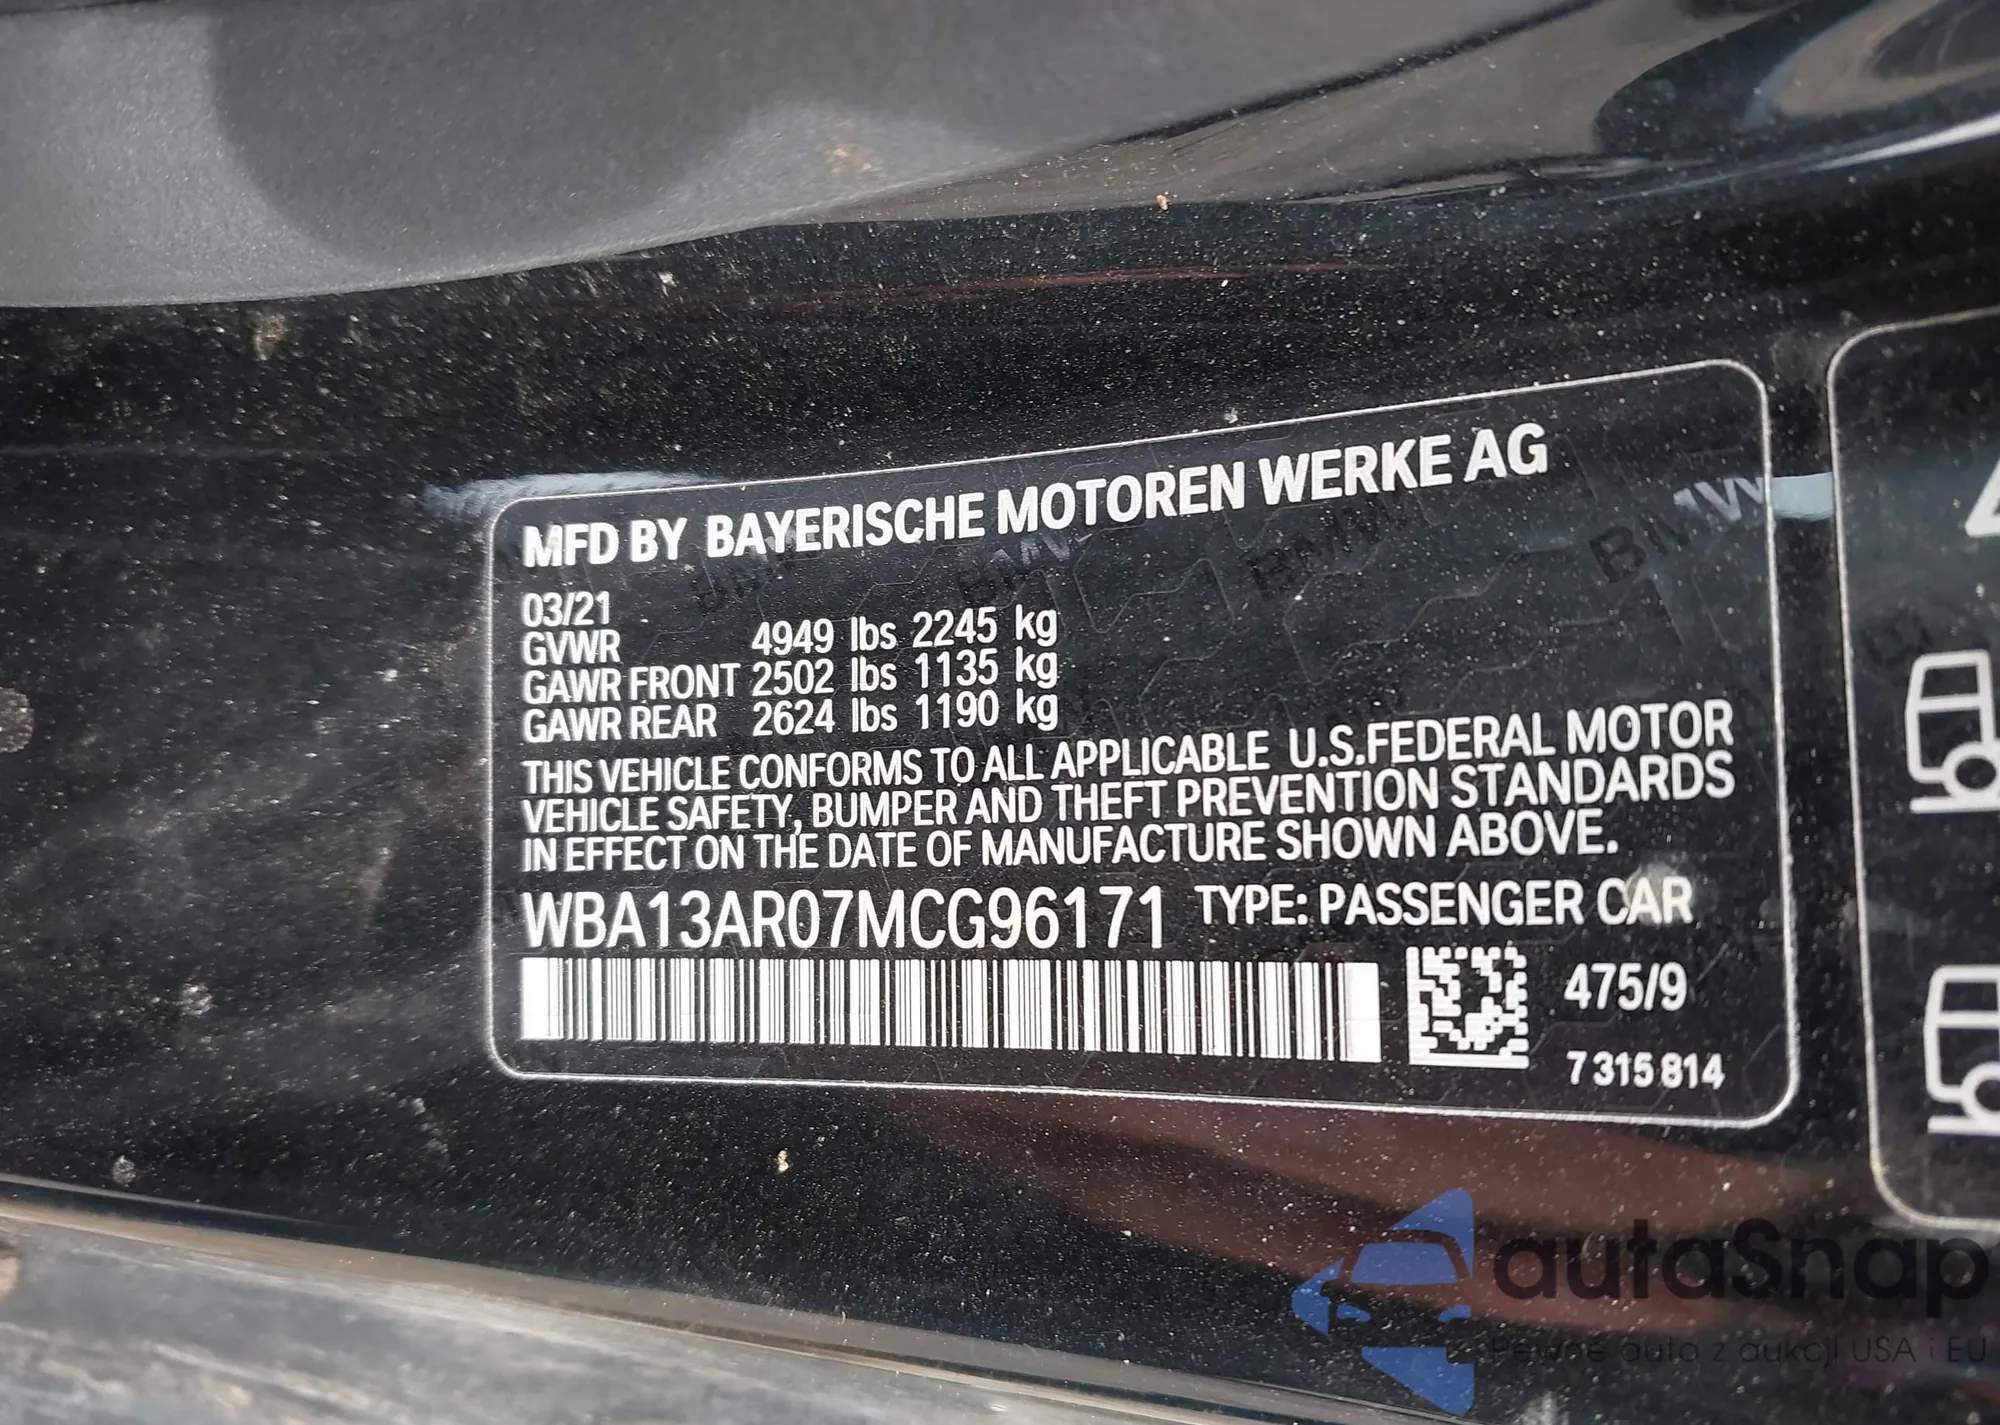 MFD BY BAYERISCHE MOTOREN WERKE AG
03/21
GVWR 4949 lbs 2245 kg
GAWR FRONT 2502 lbs 1135 kg
GAWR REAR 2624 lbs 1190 kg
THIS VEHICLE CONFORMS TO ALL APPLICABLE U.S.FEDERAL MOTOR
VEHICLE SAFETY, BUMPER AND THEFT PREVENTION STANDARDS
IN EFFECT ON THE DATE OF MANUFACTURE SHOWN ABOVE.
WBA13AR07MCG96171 TYPE: PASSENGER CAR
475/9
7 315 814
autaSnap
Pewne auta z aukcji USA i EU